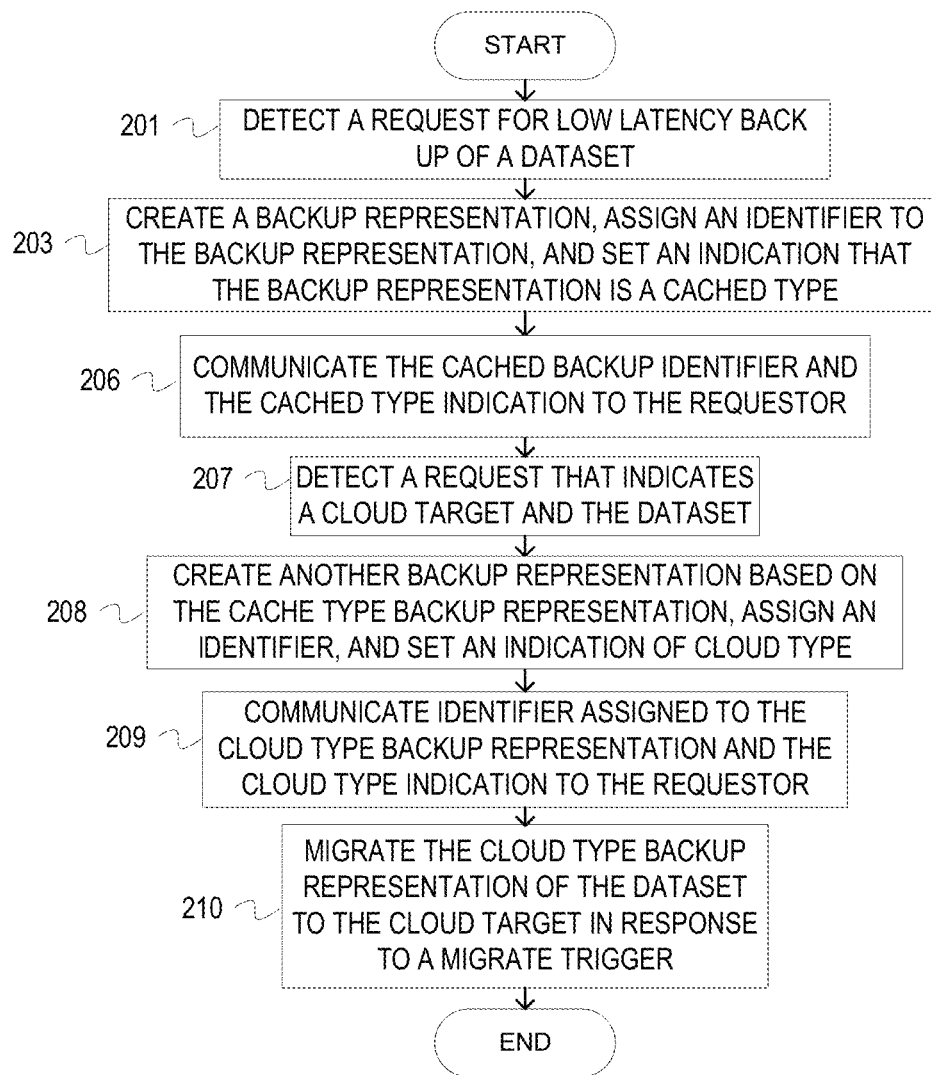 START
201
DETECT A REQUEST FOR LOW LATENCY BACK
UP OF A DATASET
203
CREATE A BACKUP REPRESENTATION, ASSIGN AN IDENTIFIER TO
THE BACKUP REPRESENTATION, AND SET AN INDICATION THAT
THE BACKUP REPRESENTATION IS A CACHED TYPE
206
COMMUNICATE THE CACHED BACKUP IDENTIFIER AND
THE CACHED TYPE INDICATION TO THE REQUESTOR
207
DETECT A REQUEST THAT INDICATES
A CLOUD TARGET AND THE DATASET
208
CREATE ANOTHER BACKUP REPRESENTATION BASED ON
THE CACHE TYPE BACKUP REPRESENTATION, ASSIGN AN
IDENTIFIER, AND SET AN INDICATION OF CLOUD TYPE
209
COMMUNICATE IDENTIFIER ASSIGNED TO THE
CLOUD TYPE BACKUP REPRESENTATION AND THE
CLOUD TYPE INDICATION TO THE REQUESTOR
210
MIGRATE THE CLOUD TYPE BACKUP
REPRESENTATION OF THE DATASET
TO THE CLOUD TARGET IN RESPONSE
TO A MIGRATE TRIGGER
END